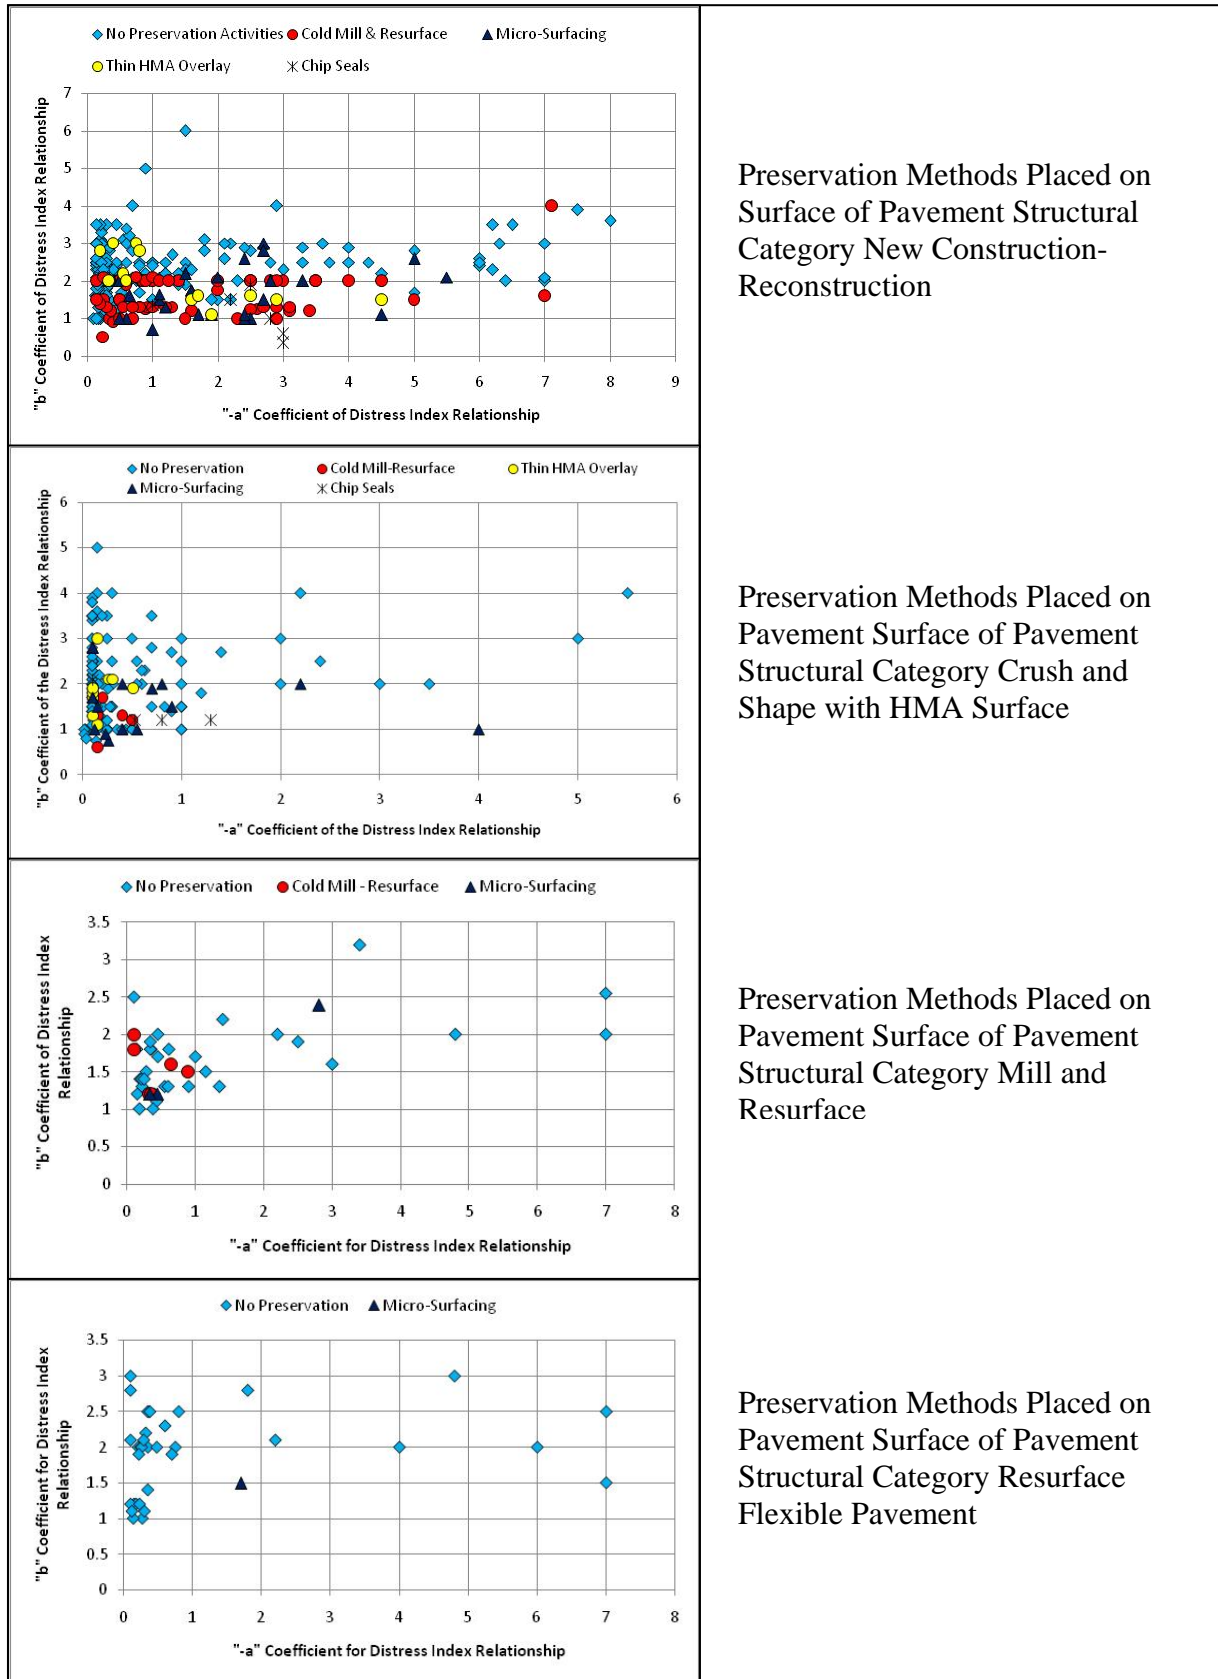 No Preservation Activities Cold Mill & Resurface Micro-Surfacing
Thin HMA Overlay Chip Seals
"b" Coefficient of Distress Index Relationship
7
6
5
4
3
2
1
0
0 1 2 3 4 5 6 7 8 9
"-a" Coefficient of Distress Index Relationship
Preservation Methods Placed on
Surface of Pavement Structural
Category New Construction-
Reconstruction
No Preservation Cold Mill-Resurface Thin HMA Overlay
Micro-Surfacing Chip Seals
"b" Coefficient of the Distress Index Relationship
6
5
4
3
2
1
0
0 1 2 3 4 5 6
"-a" Coefficient of the Distress Index Relationship
Preservation Methods Placed on
Pavement Surface of Pavement
Structural Category Crush and
Shape with HMA Surface
No Preservation Cold Mill - Resurface Micro-Surfacing
"b" Coefficient of Distress Index
Relationship
3.5
3
2.5
2
1.5
1
0.5
0
0 1 2 3 4 5 6 7 8
"-a" Coefficient for Distress Index Relationship
Preservation Methods Placed on
Pavement Surface of Pavement
Structural Category Mill and
Resurface
No Preservation Micro-Surfacing
"b" Coefficient for Distress Index
Relationship
3.5
3
2.5
2
1.5
1
0.5
0
0 1 2 3 4 5 6 7 8
"-a" Coefficient for Distress Index Relationship
Preservation Methods Placed on
Pavement Surface of Pavement
Structural Category Resurface
Flexible Pavement